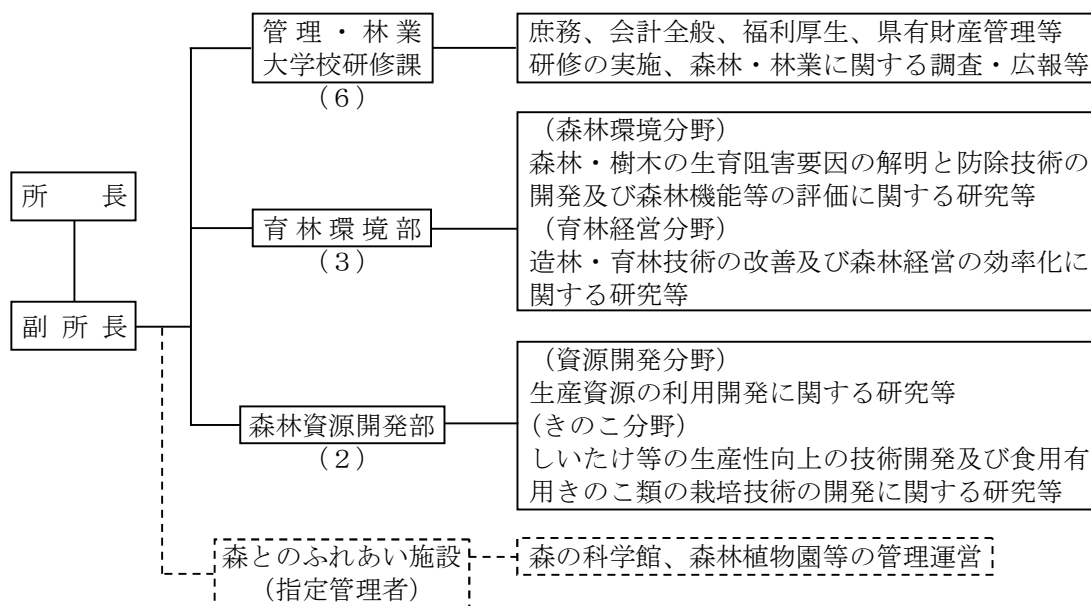 所　　長
副 所 長
管 理 ・ 林 業
大学校研修課
（６）
庶務、会計全般、福利厚生、県有財産管理等
研修の実施、森林・林業に関する調査・広報等
育 林 環 境 部
（３）
（森林環境分野）
森林・樹木の生育阻害要因の解明と防除技術の
開発及び森林機能等の評価に関する研究等
（育林経営分野）
造林・育林技術の改善及び森林経営の効率化に
関する研究等
森林資源開発部
（２）
（資源開発分野）
生産資源の利用開発に関する研究等
(きのこ分野）
しいたけ等の生産性向上の技術開発及び食用有
用きのこ類の栽培技術の開発に関する研究等
森とのふれあい施設
（指定管理者）
森の科学館、森林植物園等の管理運営